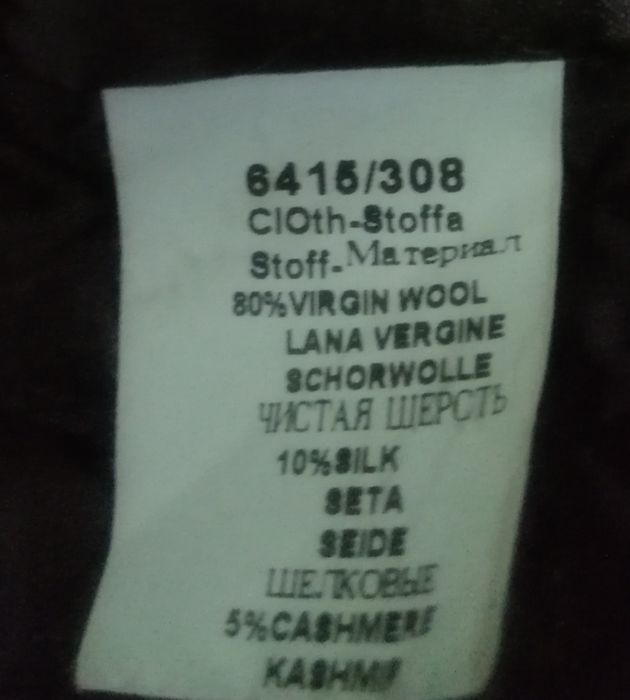 6415/308
ClOth-Stoffa
Stoff-Материал
80%VIRGIN WOOL
LANA VERGINE
SCHORWOLLE
ЧИСТАЯ ШЕРСТЬ
10%SILK
SETA
SEIDE
ШЕЛКОВЫЕ
5%CASHMERE
KASHMIR